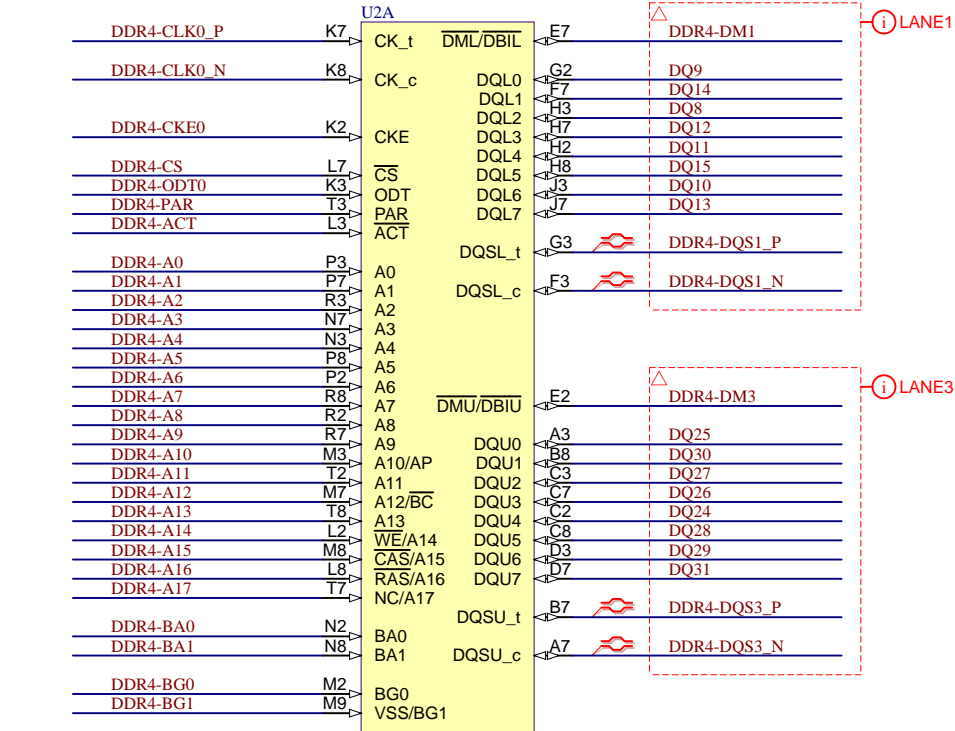 U2A
DDR4-CLK0_P K7 CK_t DML/DBIL E7 DDR4-DM1 i LANE1
DDR4-CLK0_N K8 CK_c DQL0 G2 DQ9
DQL1 F7 DQ14
DQL2 H3 DQ8
DDR4-CKE0 K2 CKE DQL3 H7 DQ12
DQL4 H2 DQ11
DDR4-CS L7 CS DQL5 H8 DQ15
DDR4-ODT0 K3 ODT DQL6 J3 DQ10
DDR4-PAR T3 PAR DQL7 J7 DQ13
DDR4-ACT L3 ACT
DQSL_t G3 DDR4-DQS1_P
DDR4-A0 P3 A0
DDR4-A1 P7 A1 DQSL_c F3 DDR4-DQS1_N
DDR4-A2 R3 A2
DDR4-A3 N7 A3
DDR4-A4 N3 A4
DDR4-A5 P8 A5
DDR4-A6 P2 A6 i LANE3
DDR4-A7 R8 A7 DMU/DBIU E2 DDR4-DM3
DDR4-A8 R2 A8
DDR4-A9 R7 A9 DQU0 A3 DQ25
DDR4-A10 M3 A10/AP DQU1 B8 DQ30
DDR4-A11 T2 A11 DQU2 C3 DQ27
DDR4-A12 M7 A12/BC DQU3 C7 DQ26
DDR4-A13 T8 A13 DQU4 C2 DQ24
DDR4-A14 L2 WE/A14 DQU5 C8 DQ28
DDR4-A15 M8 CAS/A15 DQU6 D3 DQ29
DDR4-A16 L8 RAS/A16 DQU7 D7 DQ31
DDR4-A17 T7 NC/A17
DQSU_t B7 DDR4-DQS3_P
DDR4-BA0 N2 BA0
DDR4-BA1 N8 BA1 DQSU_c A7 DDR4-DQS3_N
DDR4-BG0 M2 BG0
DDR4-BG1 M9 VSS/BG1